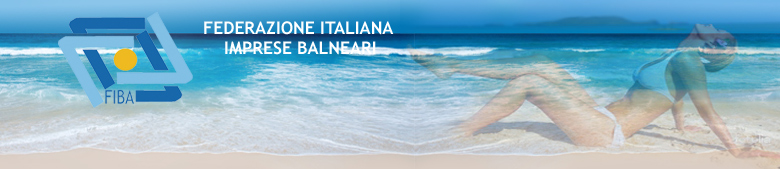 FEDERAZIONE ITALIANA
IMPRESE BALNEARI
FIBA